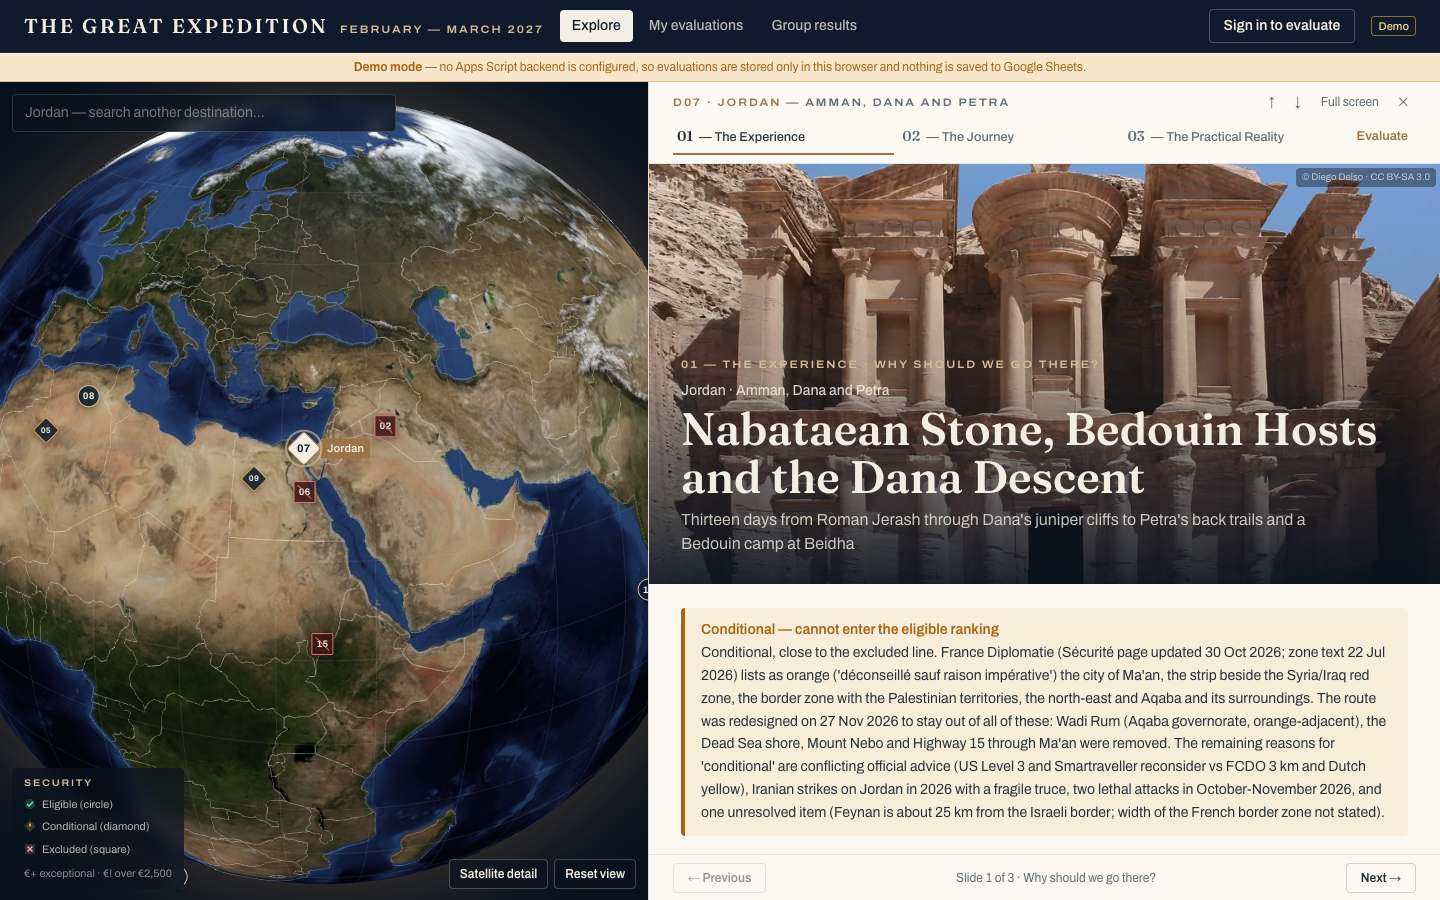 THE GREAT EXPEDITION
FEBRUARY — MARCH 2027
Explore
My evaluations
Group results
Sign in to evaluate
Demo
Demo mode — no Apps Script backend is configured, so evaluations are stored only in this browser and nothing is saved to Google Sheets.
Jordan — search another destination...
08
05
07
Jordan
02
09
06
15
SECURITY
Eligible (circle)
Conditional (diamond)
Excluded (square)
€+ exceptional · €! over €2,500
Satellite detail
Reset view
D07 · JORDAN — AMMAN, DANA AND PETRA
↑ ↓ Full screen ×
01 — The Experience
02 — The Journey
03 — The Practical Reality
Evaluate
© Diego Delso · CC BY-SA 3.0
01 — THE EXPERIENCE · WHY SHOULD WE GO THERE?
Jordan · Amman, Dana and Petra
Nabataean Stone, Bedouin Hosts
and the Dana Descent
Thirteen days from Roman Jerash through Dana's juniper cliffs to Petra's back trails and a
Bedouin camp at Beidha
Conditional — cannot enter the eligible ranking
Conditional, close to the excluded line. France Diplomatie (Sécurité page updated 30 Oct 2026; zone text 22 Jul
2026) lists as orange ('déconseillé sauf raison impérative') the city of Ma'an, the strip beside the Syria/Iraq red
zone, the border zone with the Palestinian territories, the north-east and Aqaba and its surroundings. The route
was redesigned on 27 Nov 2026 to stay out of all of these: Wadi Rum (Aqaba governorate, orange-adjacent), the
Dead Sea shore, Mount Nebo and Highway 15 through Ma'an were removed. The remaining reasons for
'conditional' are conflicting official advice (US Level 3 and Smartraveller reconsider vs FCDO 3 km and Dutch
yellow), Iranian strikes on Jordan in 2026 with a fragile truce, two lethal attacks in October-November 2026, and
one unresolved item (Feynan is about 25 km from the Israeli border; width of the French border zone not stated).
← Previous
Slide 1 of 3 · Why should we go there?
Next →